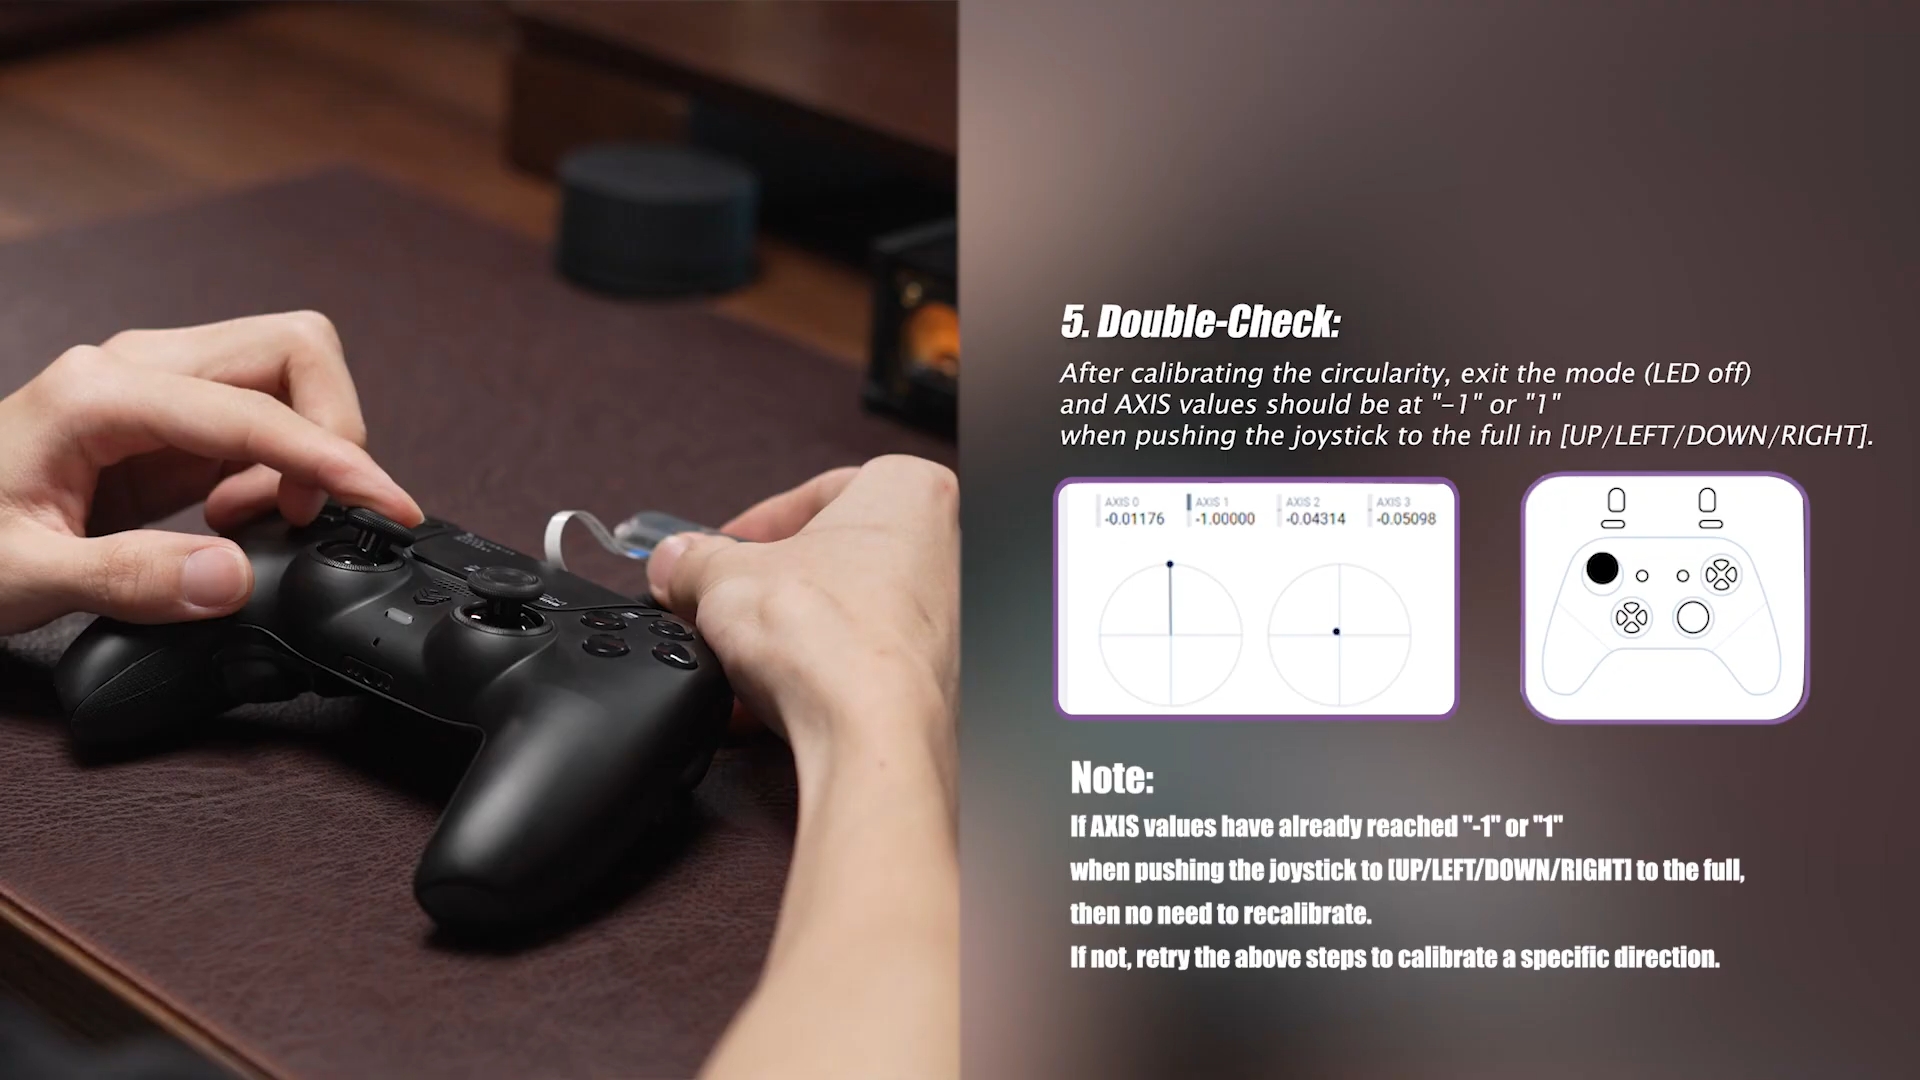 5. Double-Check:
After calibrating the circularity, exit the mode (LED off)
and AXIS values should be at "-1" or "1"
when pushing the joystick to the full in [UP/LEFT/DOWN/RIGHT].
AXIS 0 AXIS 1 AXIS 2 AXIS 3
-0.01176 -1.00000 -0.04314 -0.05098
Note:
If AXIS values have already reached "-1" or "1"
when pushing the joystick to [UP/LEFT/DOWN/RIGHT] to the full,
then no need to recalibrate.
If not, retry the above steps to calibrate a specific direction.